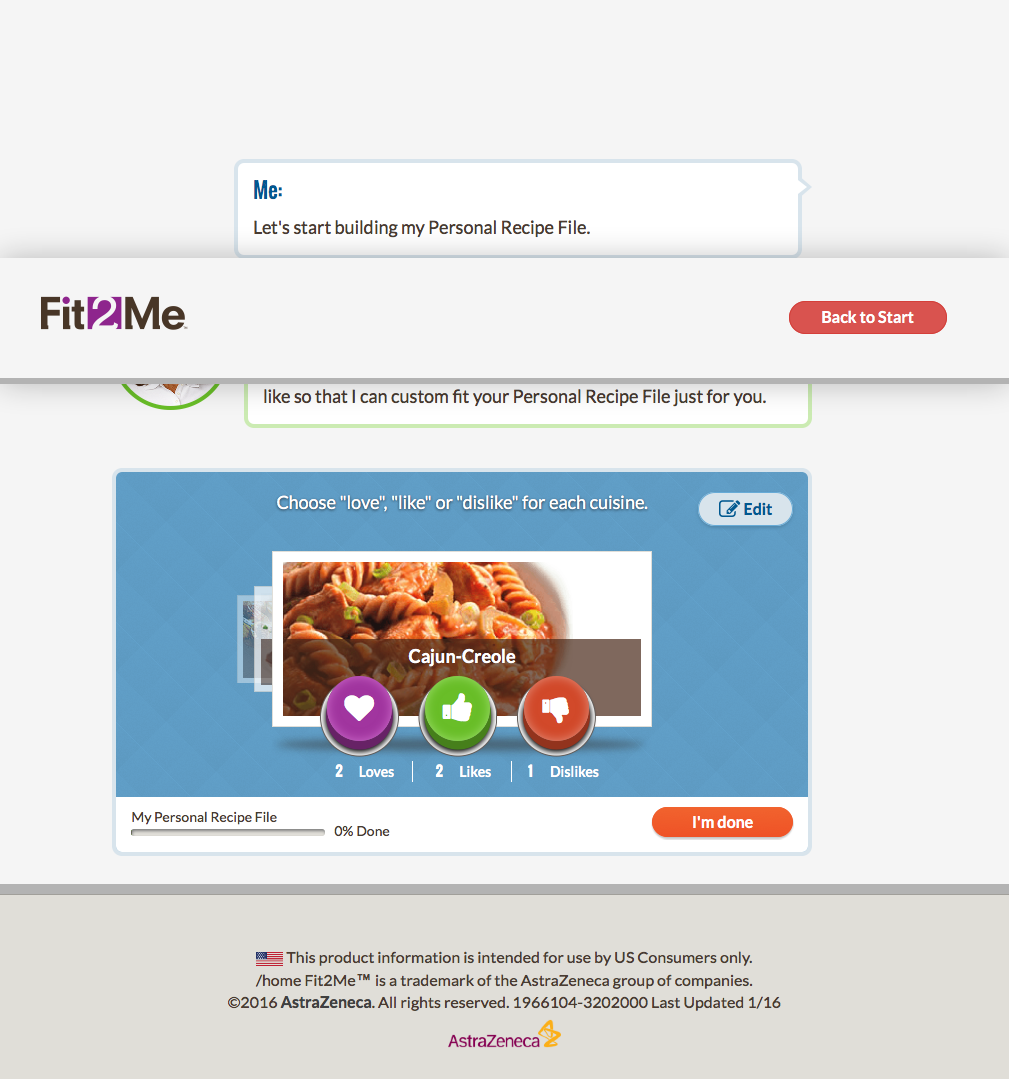 Me:
Let's start building my Personal Recipe File.
Fit2Me
Back to Start
like so that I can custom fit your Personal Recipe File just for you.
Choose "love", "like" or "dislike" for each cuisine.
Edit
Cajun-Creole
2 Loves
2 Likes
1 Dislikes
My Personal Recipe File
0% Done
I'm done
This product information is intended for use by US Consumers only.
/home Fit2Me™ is a trademark of the AstraZeneca group of companies.
©2016 AstraZeneca. All rights reserved. 1966104-3202000 Last Updated 1/16
AstraZeneca